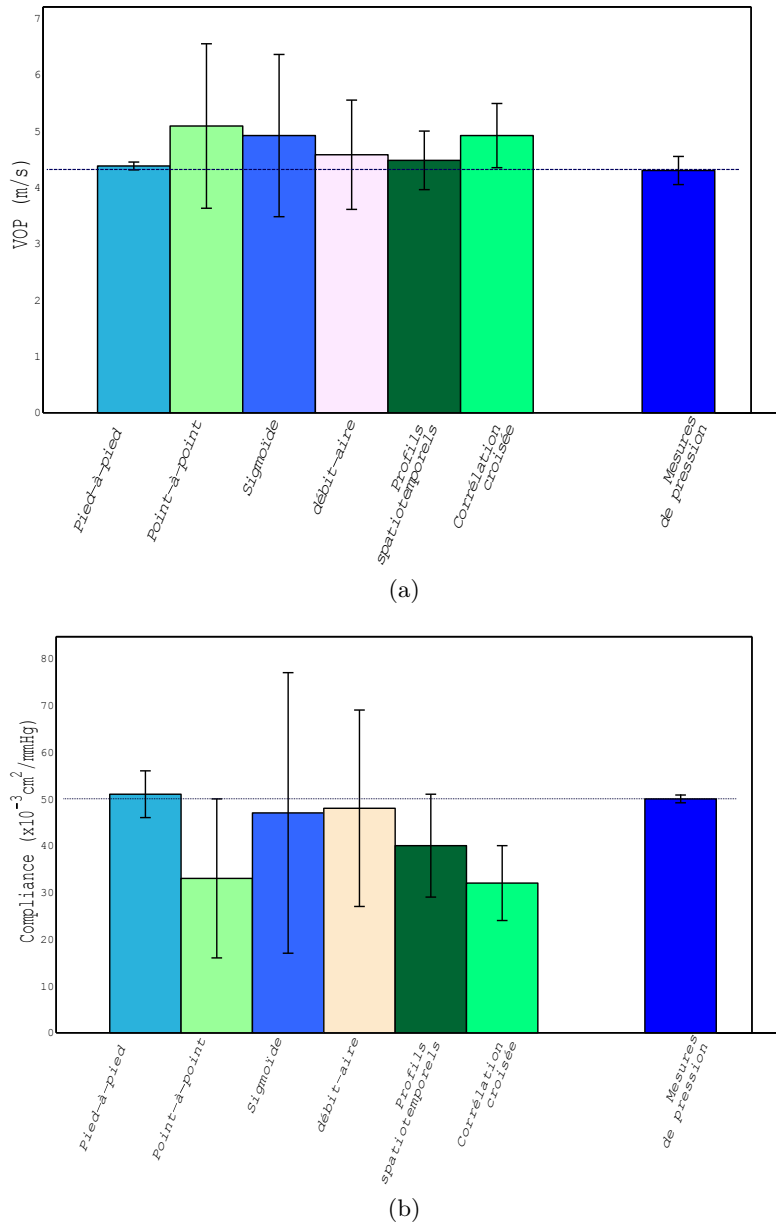 7
6
5
4
3
2
1
0
VOP (m/s)
Pied-à-pied
Point-à-point
Sigmoïde
débit-aire
Profils
spatiotemporels
Corrélation
croisée
Mesures
de pression
(a)
80
70
60
50
40
30
20
10
0
Compliance (x10⁻³cm²/mmHg)
Pied-à-pied
Point-à-point
Sigmoïde
débit-aire
Profils
spatiotemporels
Corrélation
croisée
Mesures
de pression
(b)